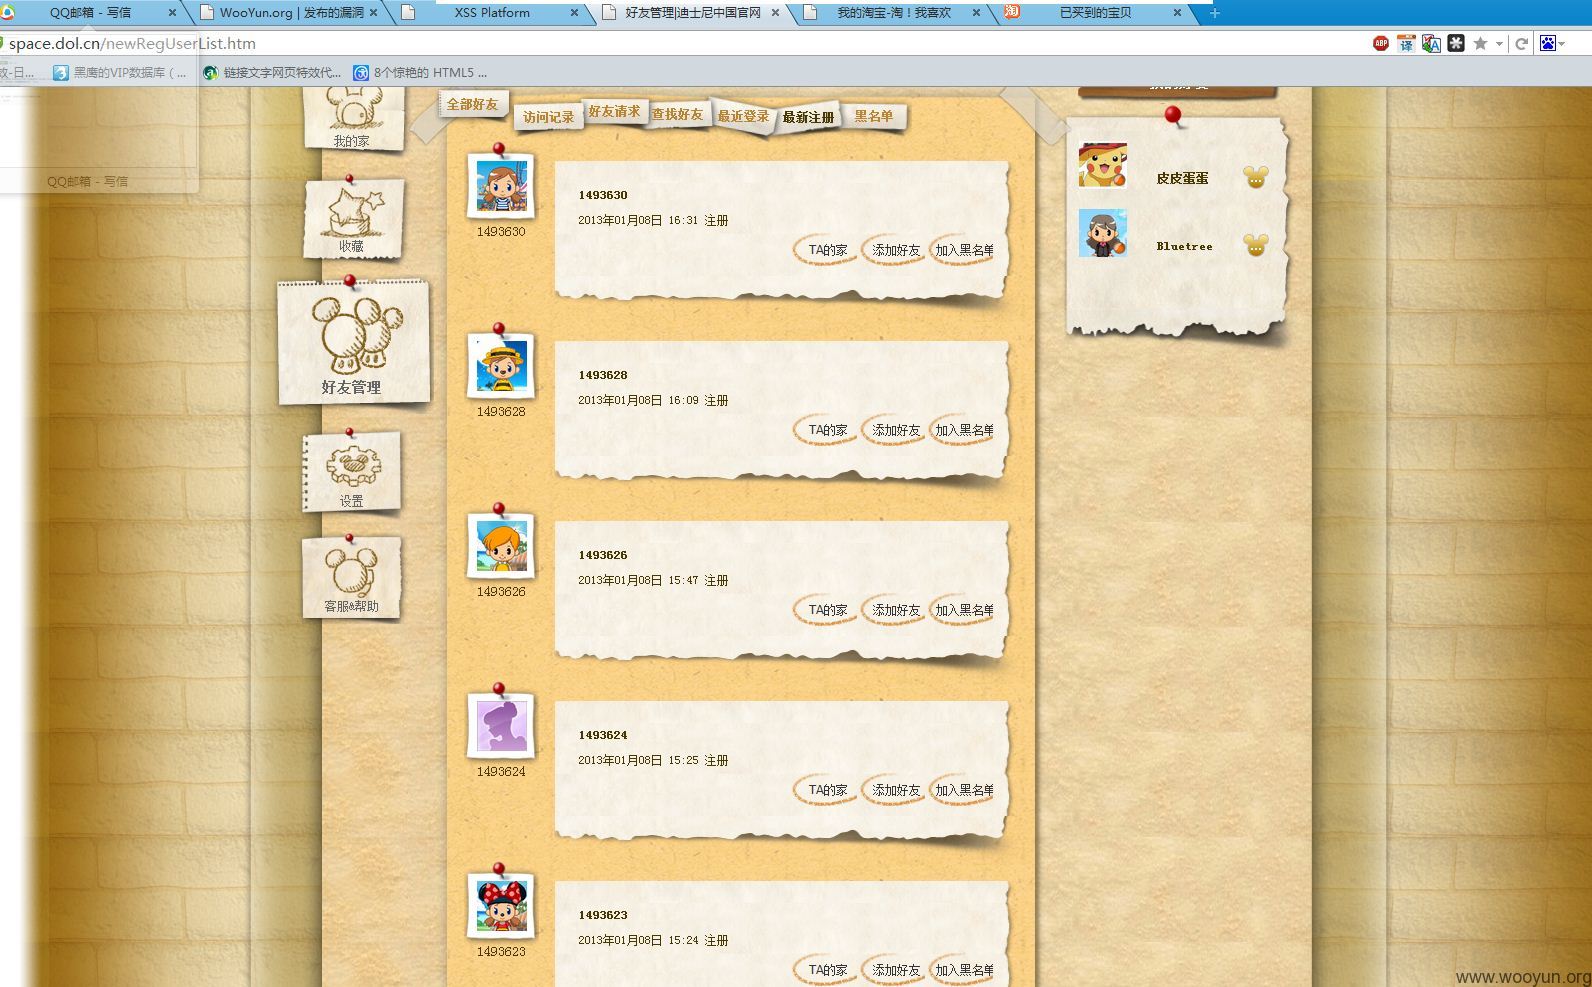 QQ邮箱 - 写信
WooYun.org | 发布的漏洞
XSS Platform
好友管理|迪士尼中国官网
我的淘宝-淘！我喜欢
已买到的宝贝
space.dol.cn/newRegUserList.htm
黑鹰的VIP数据库（ ...
链接文字网页特效代...
8个惊艳的 HTML5 ...
QQ邮箱 - 写信
我的家
收藏
好友管理
设置
客服&帮助
全部好友
访问记录
好友请求
查找好友
最近登录
最新注册
黑名单
1493630
1493630
2013年01月08日 16:31 注册
TA的家 添加好友 加入黑名单
1493628
1493628
2013年01月08日 16:09 注册
TA的家 添加好友 加入黑名单
1493626
1493626
2013年01月08日 15:47 注册
TA的家 添加好友 加入黑名单
1493624
1493624
2013年01月08日 15:25 注册
TA的家 添加好友 加入黑名单
1493623
1493623
2013年01月08日 15:24 注册
TA的家 添加好友 加入黑名单
皮皮蛋蛋
Bluetree
www.wooyun.org